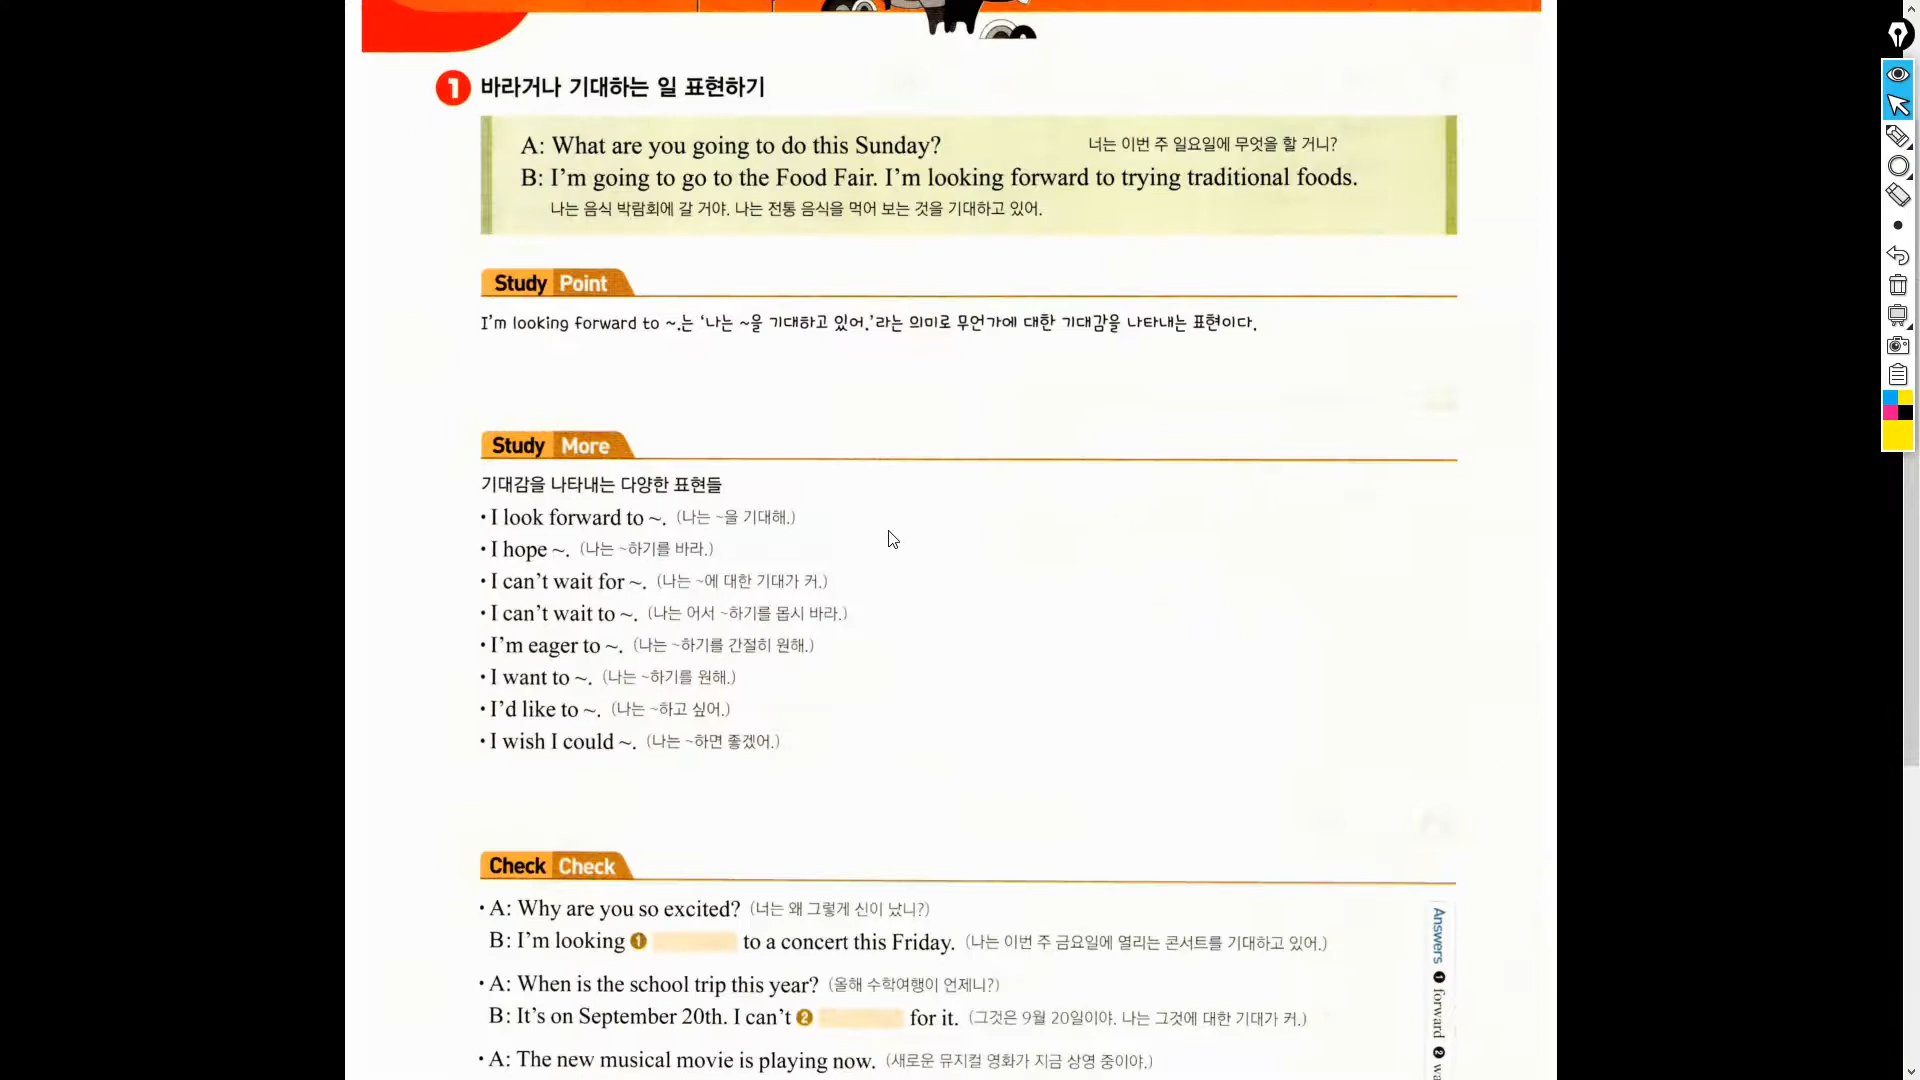 1 바라거나 기대하는 일 표현하기
A: What are you going to do this Sunday? 너는 이번 주 일요일에 무엇을 할 거니?
B: I'm going to go to the Food Fair. I'm looking forward to trying traditional foods.
나는 음식 박람회에 갈 거야. 나는 전통 음식을 먹어 보는 것을 기대하고 있어.
Study Point
I'm looking forward to ~.는 '나는 ~을 기대하고 있어.'라는 의미로 무언가에 대한 기대감을 나타내는 표현이다.
Study More
기대감을 나타내는 다양한 표현들
• I look forward to ~. (나는 ~을 기대해.)
• I hope ~. (나는 ~하기를 바라.)
• I can't wait for ~. (나는 ~에 대한 기대가 커.)
• I can't wait to ~. (나는 어서 ~하기를 몹시 바라.)
• I'm eager to ~. (나는 ~하기를 간절히 원해.)
• I want to ~. (나는 ~하기를 원해.)
• I'd like to ~. (나는 ~하고 싶어.)
• I wish I could ~. (나는 ~하면 좋겠어.)
Check Check
• A: Why are you so excited? (너는 왜 그렇게 신이 났니?)
B: I'm looking ❶ to a concert this Friday. (나는 이번 주 금요일에 열리는 콘서트를 기대하고 있어.)
• A: When is the school trip this year? (올해 수학여행이 언제니?)
B: It's on September 20th. I can't ❷ for it. (그것은 9월 20일이야. 나는 그것에 대한 기대가 커.)
• A: The new musical movie is playing now. (새로운 뮤지컬 영화가 지금 상영 중이야.)
Answers ❶ forward ❷